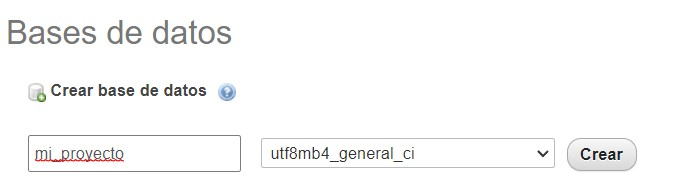 Bases de datos
Crear base de datos
mi_proyecto utf8mb4_general_ci Crear